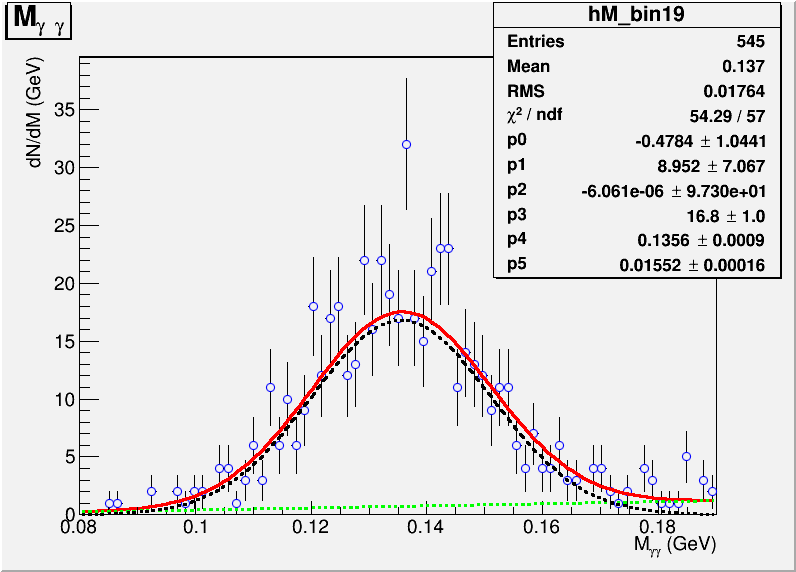 M_γ γ
hM_bin19
Entries 545
Mean 0.137
RMS 0.01764
χ² / ndf 54.29 / 57
p0 -0.4784 ± 1.0441
p1 8.952 ± 7.067
p2 -6.061e-06 ± 9.730e+01
p3 16.8 ± 1.0
p4 0.1356 ± 0.0009
p5 0.01552 ± 0.00016
dN/dM (GeV)
35
30
25
20
15
10
5
0
0.08 0.1 0.12 0.14 0.16 0.18
M_γγ (GeV)